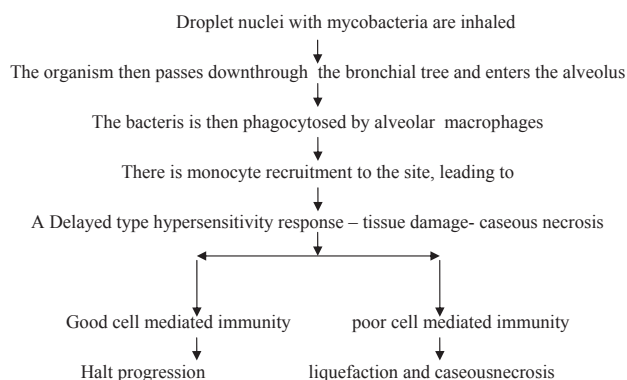 Droplet nuclei with mycobacteria are inhaled
The organism then passes downthrough the bronchial tree and enters the alveolus
The bacteris is then phagocytosed by alveolar macrophages
There is monocyte recruitment to the site, leading to
A Delayed type hypersensitivity response – tissue damage- caseous necrosis
Good cell mediated immunity poor cell mediated immunity
Halt progression liquefaction and caseousnecrosis